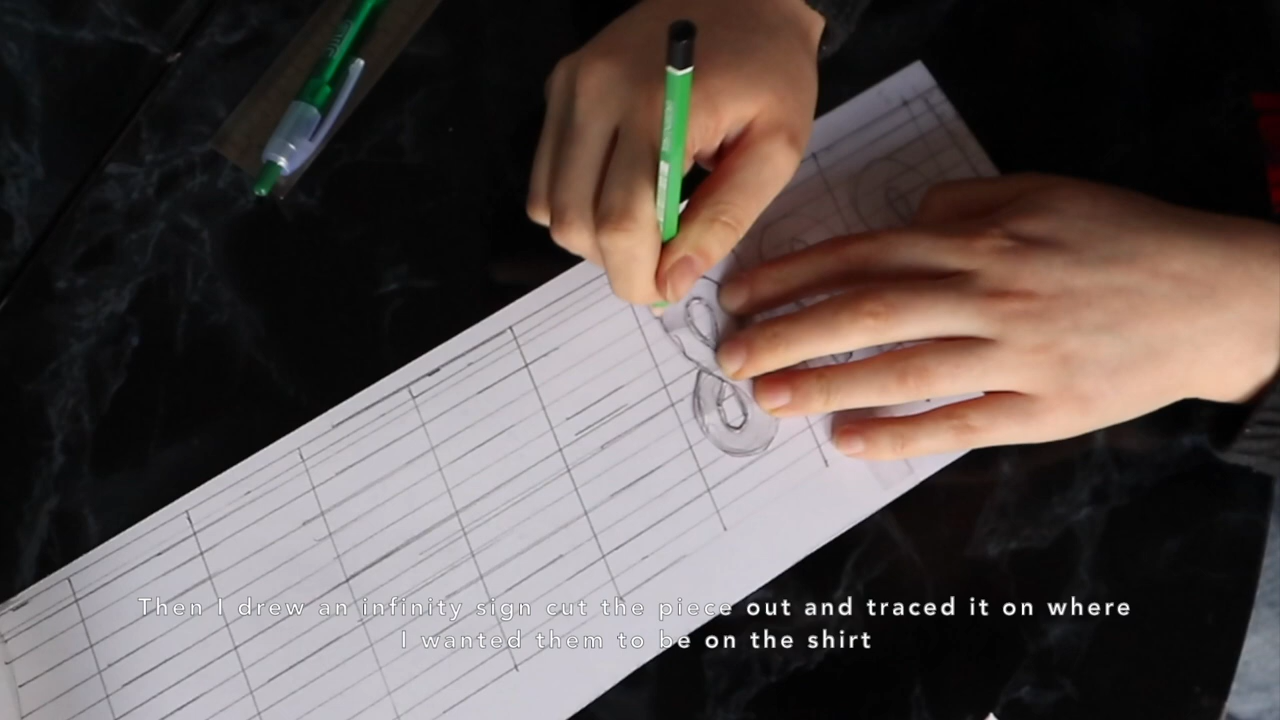 Then I drew an infinity sign cut the piece out and traced it on where
I wanted them to be on the shirt